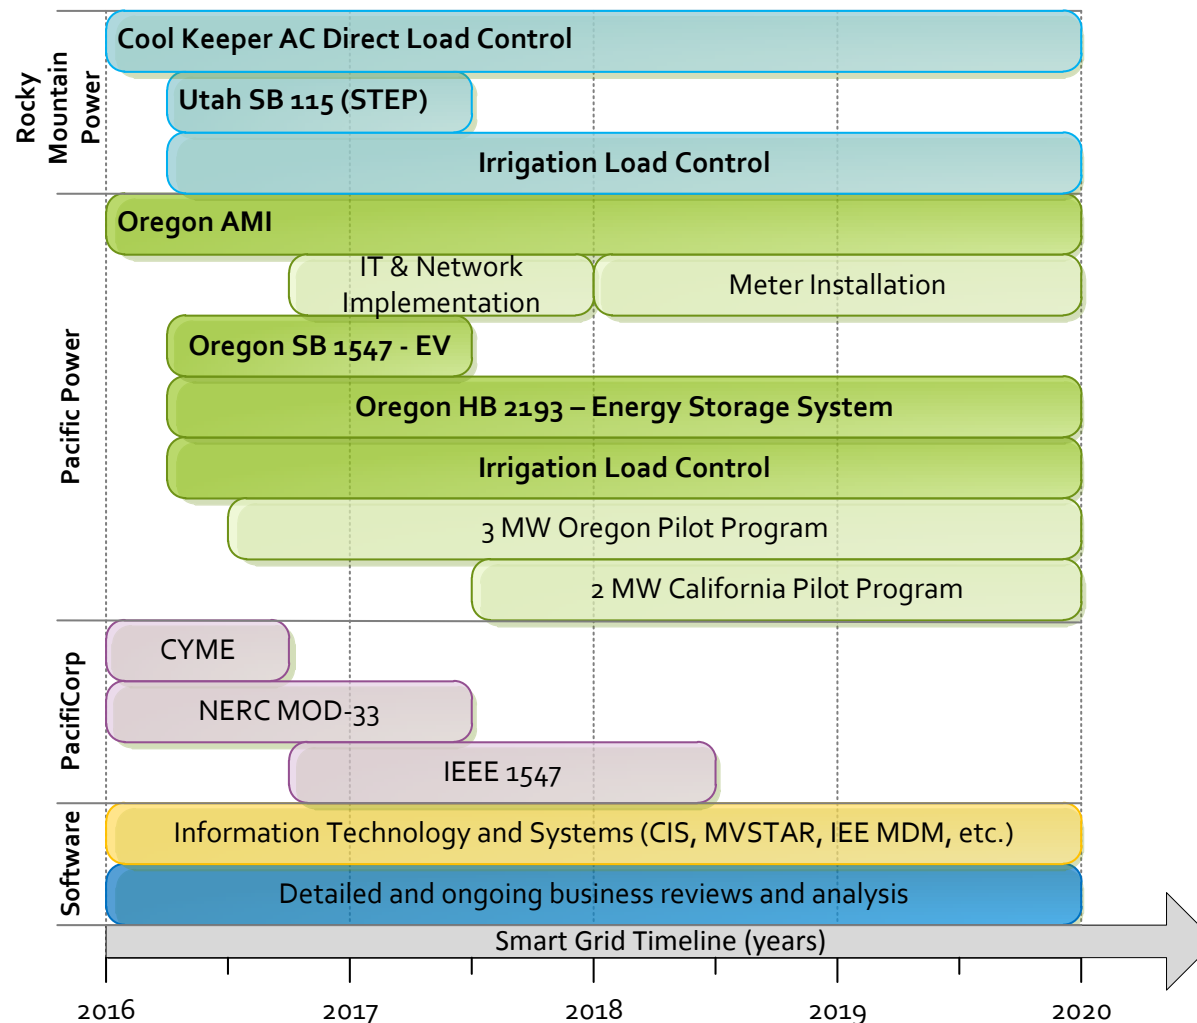 Rocky
Mountain
Power
Cool Keeper AC Direct Load Control
Utah SB 115 (STEP)
Irrigation Load Control
Pacific Power
Oregon AMI
IT & Network
Implementation
Meter Installation
Oregon SB 1547 - EV
Oregon HB 2193 – Energy Storage System
Irrigation Load Control
3 MW Oregon Pilot Program
2 MW California Pilot Program
PacifiCorp
CYME
NERC MOD-33
IEEE 1547
Software
Information Technology and Systems (CIS, MVSTAR, IEE MDM, etc.)
Detailed and ongoing business reviews and analysis
Smart Grid Timeline (years)
2016
2017
2018
2019
2020